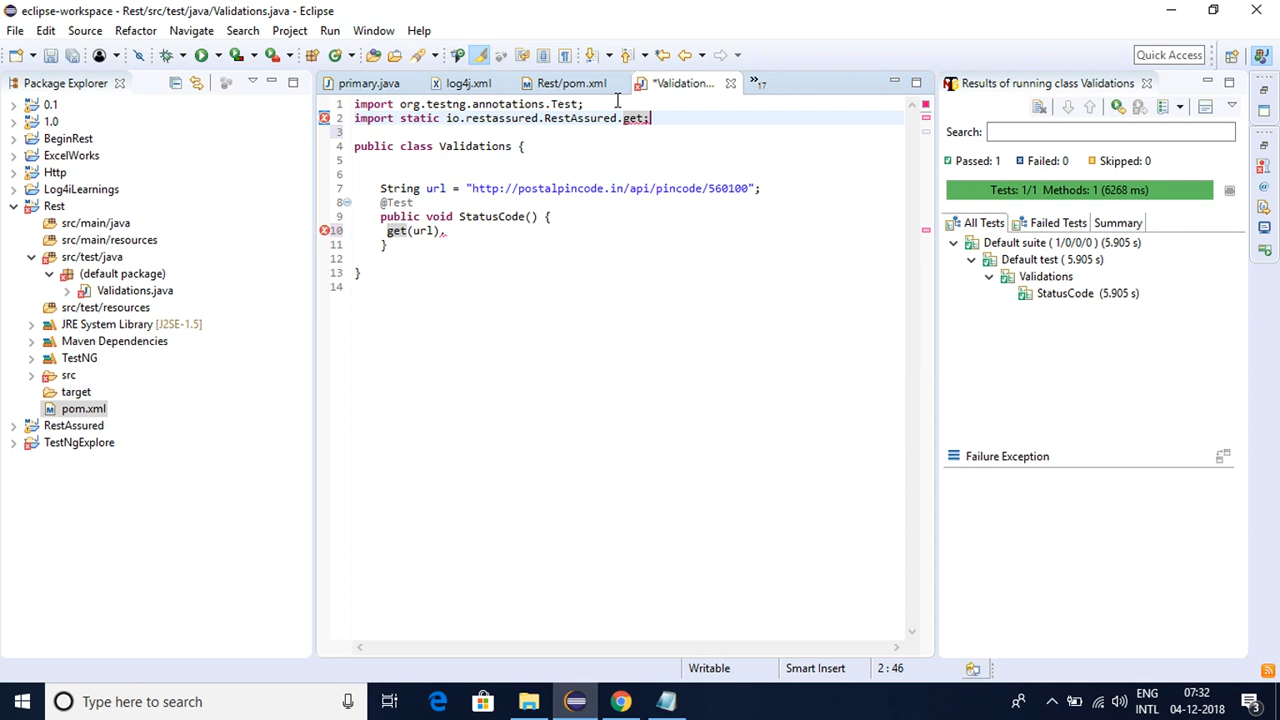 eclipse-workspace - Rest/src/test/java/Validations.java - Eclipse
File Edit Source Refactor Navigate Search Project Run Window Help
Quick Access
Package Explorer
primary.java
log4j.xml
Rest/pom.xml
*Validation...
17
Results of running class Validations
0.1
1.0
BeginRest
ExcelWorks
Http
Log4iLearnings
Rest
src/main/java
src/main/resources
src/test/java
(default package)
Validations.java
src/test/resources
JRE System Library [J2SE-1.5]
Maven Dependencies
TestNG
src
target
pom.xml
RestAssured
TestNgExplore
1 import org.testng.annotations.Test;
2 import static io.restassured.RestAssured.get;
3
4 public class Validations {
5
6
7 String url = "http://postalpincode.in/api/pincode/560100";
8 @Test
9 public void StatusCode() {
10 get(url).
11 }
12
13 }
14
Search:
Passed: 1 Failed: 0 Skipped: 0
Tests: 1/1 Methods: 1 (6268 ms)
All Tests Failed Tests Summary
Default suite ( 1/0/0/0 ) (5.905 s)
Default test ( 5.905 s)
Validations
StatusCode (5.905 s)
Failure Exception
Writable Smart Insert 2 : 46
Type here to search
ENG
INTL
07:32
04-12-2018
3